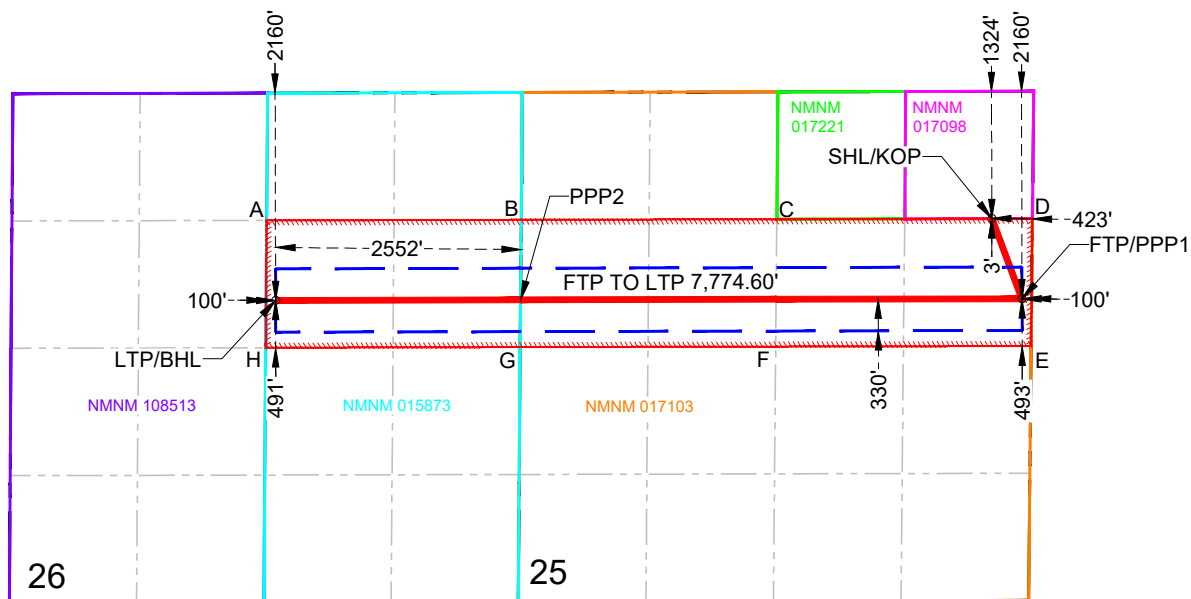 2160'
1324'
2160'
NMNM
017221
NMNM
017098
SHL/KOP
A
B
PPP2
C
D
423'
2552'
3'
FTP/PPP1
FTP TO LTP 7,774.60'
100'
100'
LTP/BHL
H
G
F
E
491'
330'
493'
NMNM 108513
NMNM 015873
NMNM 017103
26
25